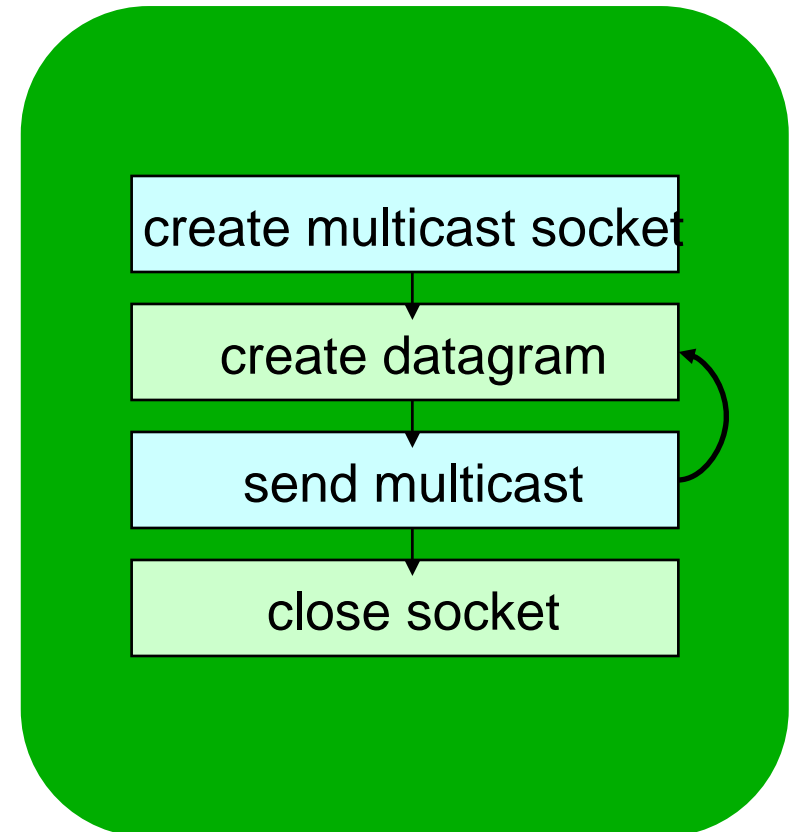 create multicast socket
create datagram
send multicast
close socket